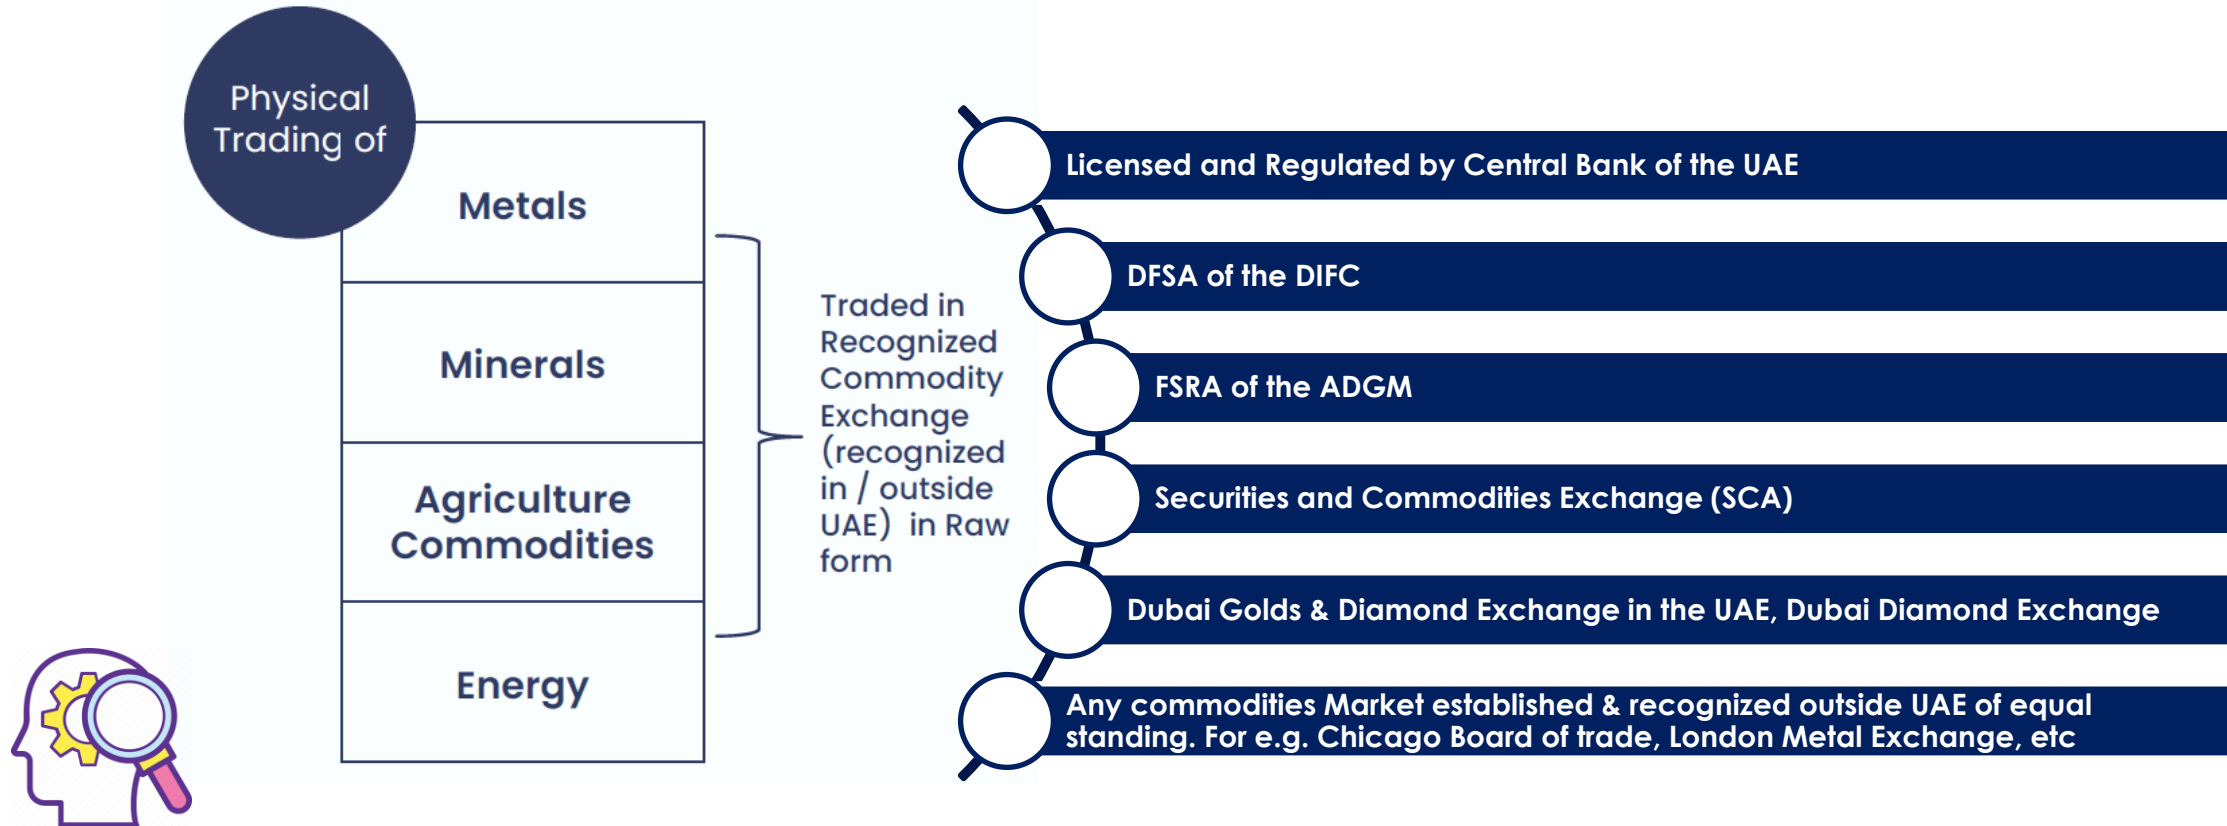 Physical
Trading of
Metals
Minerals
Agriculture
Commodities
Energy
Traded in
Recognized
Commodity
Exchange
(recognized
in / outside
UAE) in Raw
form
Licensed and Regulated by Central Bank of the UAE
DFSA of the DIFC
FSRA of the ADGM
Securities and Commodities Exchange (SCA)
Dubai Golds & Diamond Exchange in the UAE, Dubai Diamond Exchange
Any commodities Market established & recognized outside UAE of equal
standing. For e.g. Chicago Board of trade, London Metal Exchange, etc